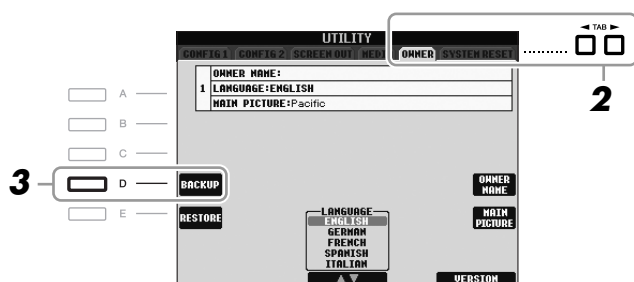 UTILITY
◄ TAB ►
CONFIG 1 CONFIG 2 SCREEN OUT MEDIA OWNER SYSTEM RESET
2
OWNER NAME:
1 LANGUAGE:ENGLISH
MAIN PICTURE:Pacific
A
B
C
3 D BACKUP OWNER NAME
E RESTORE MAIN PICTURE
LANGUAGE
ENGLISH
GERMAN
FRENCH
SPANISH
ITALIAN
▲▼ VERSION